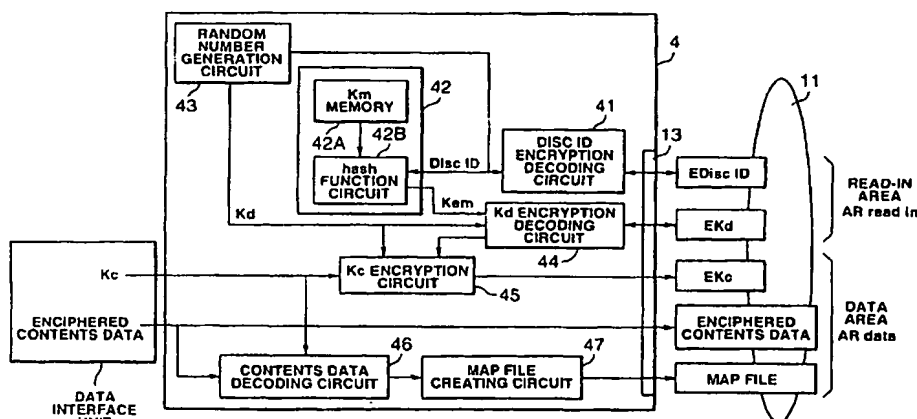 RANDOM
NUMBER
GENERATION
CIRCUIT
43
Km
MEMORY
42
42A
42B
hash
FUNCTION
CIRCUIT
Disc ID
41
DISC ID
ENCRYPTION
DECODING
CIRCUIT
4
13
11
EDisc ID
READ-IN
AREA
AR read in
Kem
Kd
Kd ENCRYPTION
DECODING
CIRCUIT
44
EKd
Kc
Kc ENCRYPTION
CIRCUIT
45
EKc
ENCIPHERED
CONTENTS DATA
ENCIPHERED
CONTENTS DATA
DATA
AREA
AR data
CONTENTS DATA
DECODING CIRCUIT
46
MAP FILE
CREATING CIRCUIT
47
MAP FILE
DATA
INTERFACE
UNIT